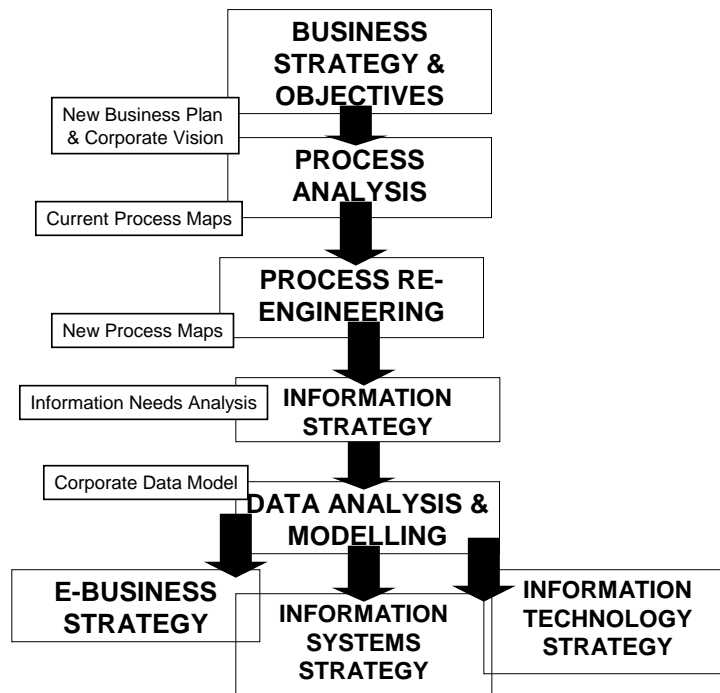 BUSINESS
STRATEGY &
OBJECTIVES
New Business Plan
& Corporate Vision
PROCESS
ANALYSIS
Current Process Maps
PROCESS RE-
ENGINEERING
New Process Maps
Information Needs Analysis
INFORMATION
STRATEGY
Corporate Data Model
DATA ANALYSIS &
MODELLING
E-BUSINESS
STRATEGY
INFORMATION
SYSTEMS
STRATEGY
INFORMATION
TECHNOLOGY
STRATEGY